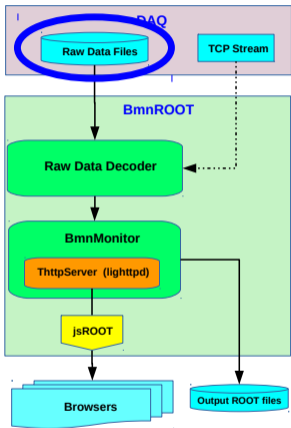 DAQ
Raw Data Files
TCP Stream
BmnROOT
Raw Data Decoder
BmnMonitor
ThttpServer (lighttpd)
jsROOT
Browsers
Output ROOT files